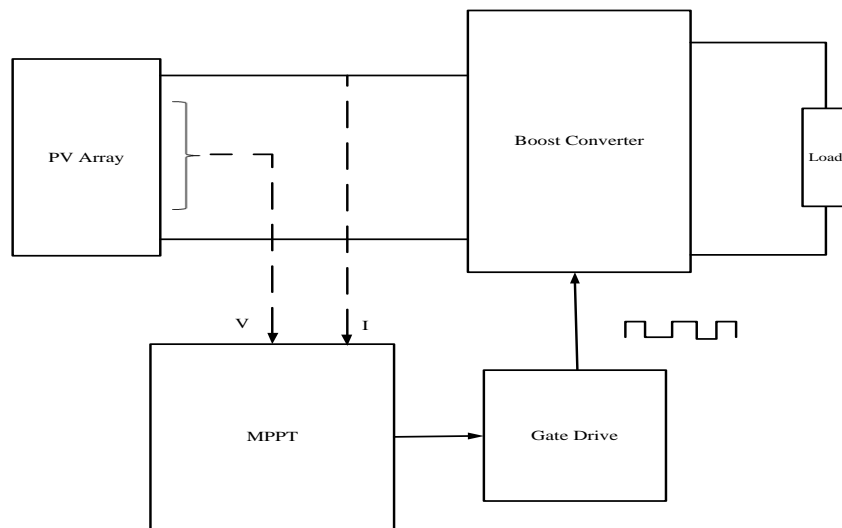 PV Array
Boost Converter
Load
V
I
MPPT
Gate Drive